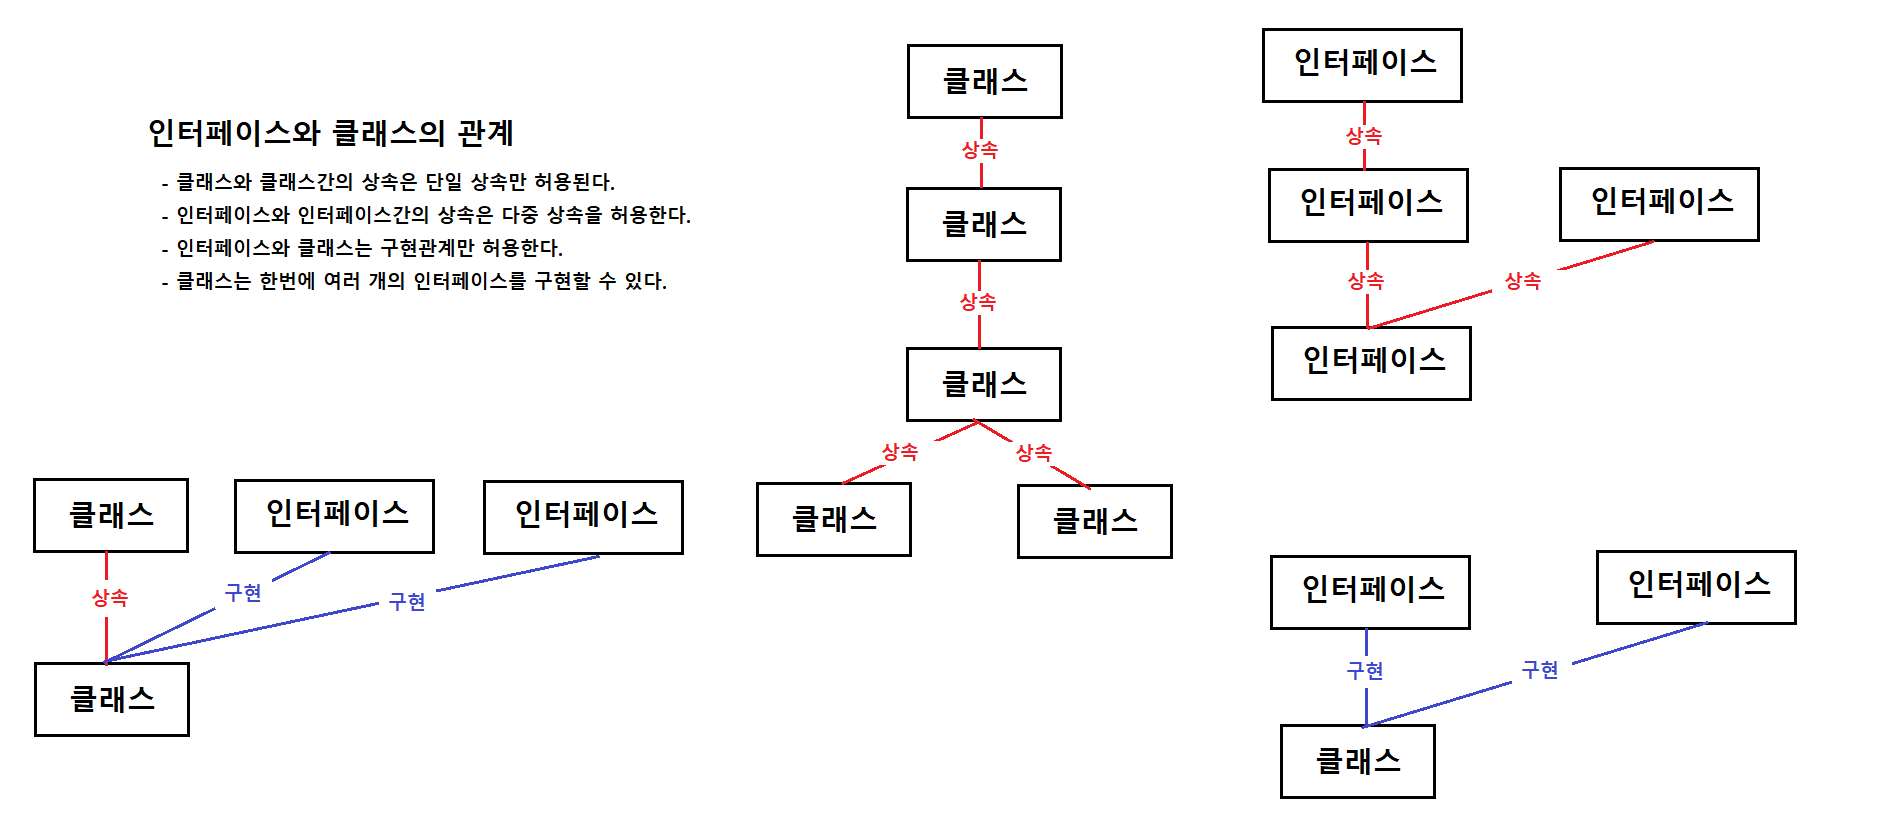 인터페이스와 클래스의 관계
- 클래스와 클래스간의 상속은 단일 상속만 허용된다.
- 인터페이스와 인터페이스간의 상속은 다중 상속을 허용한다.
- 인터페이스와 클래스는 구현관계만 허용한다.
- 클래스는 한번에 여러 개의 인터페이스를 구현할 수 있다.
클래스
상속
클래스
상속
클래스
상속
상속
클래스
클래스
인터페이스
상속
인터페이스
인터페이스
상속
상속
인터페이스
클래스
인터페이스
인터페이스
상속
구현
구현
클래스
인터페이스
인터페이스
구현
구현
클래스